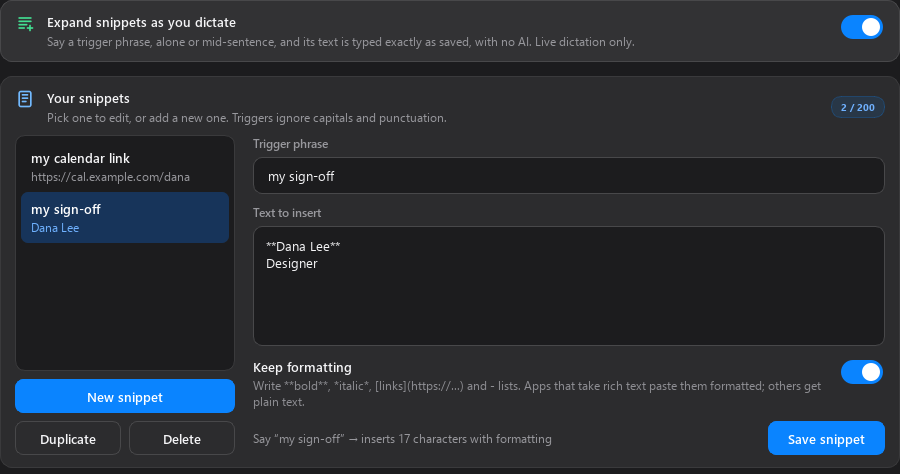 Expand snippets as you dictate
Say a trigger phrase, alone or mid-sentence, and its text is typed exactly as saved, with no AI. Live dictation only.
Your snippets
Pick one to edit, or add a new one. Triggers ignore capitals and punctuation.
2 / 200
my calendar link
https://cal.example.com/dana
my sign-off
Dana Lee
New snippet
Duplicate
Delete
Trigger phrase
my sign-off
Text to insert
**Dana Lee**
Designer
Keep formatting
Write **bold**, *italic*, [links](https://...) and - lists. Apps that take rich text paste them formatted; others get
plain text.
Say “my sign-off” → inserts 17 characters with formatting
Save snippet